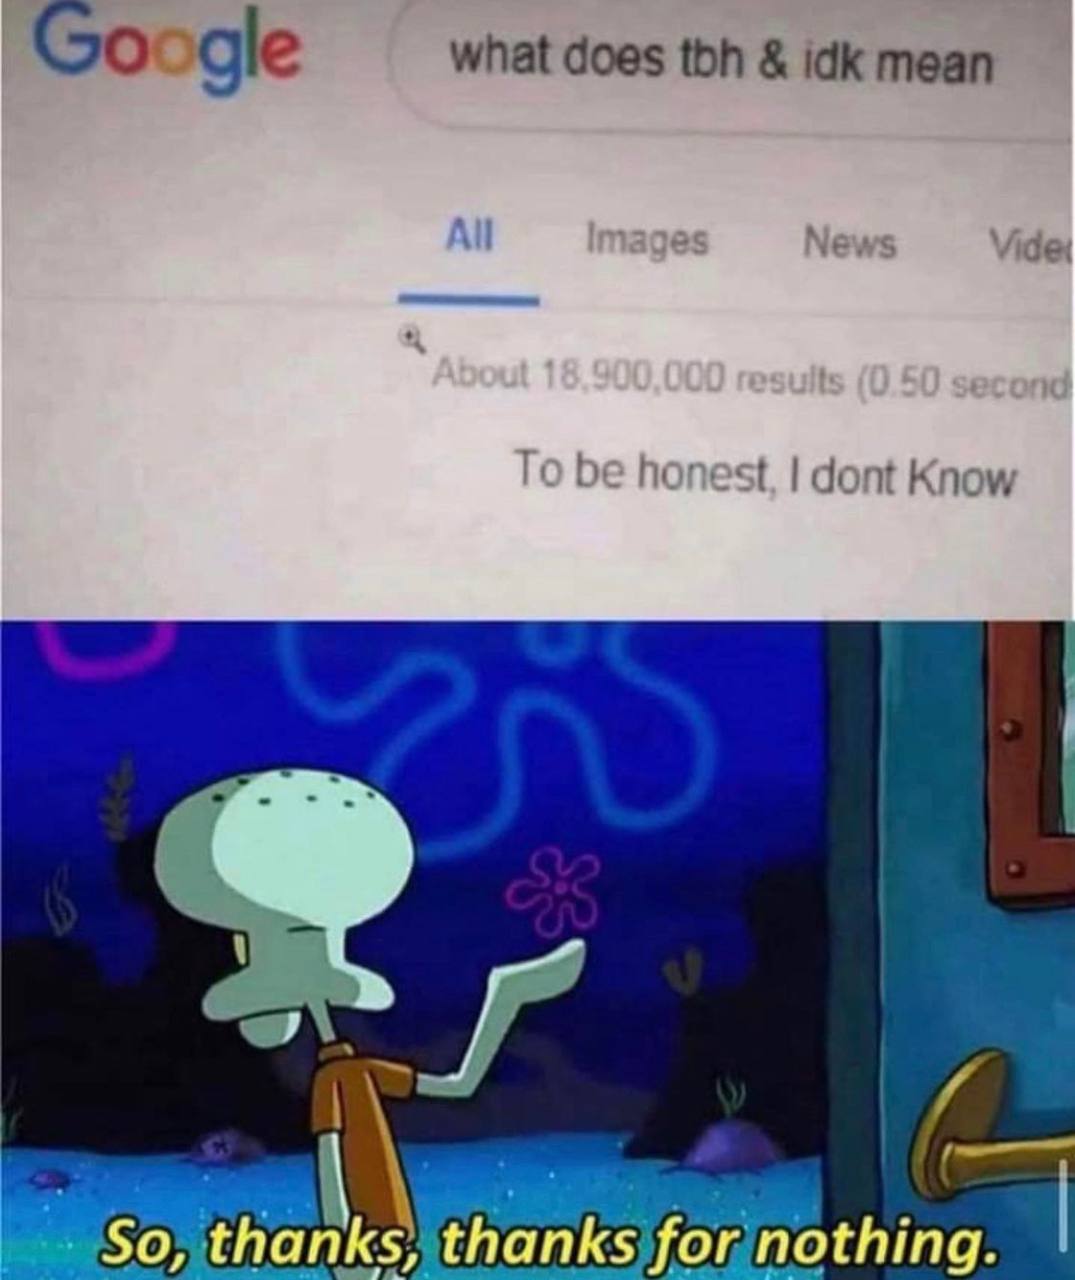 Google
what does tbh & idk mean
All Images News
About 18,900,000 results (0.50 second
To be honest, I dont Know
So, thanks, thanks for nothing.